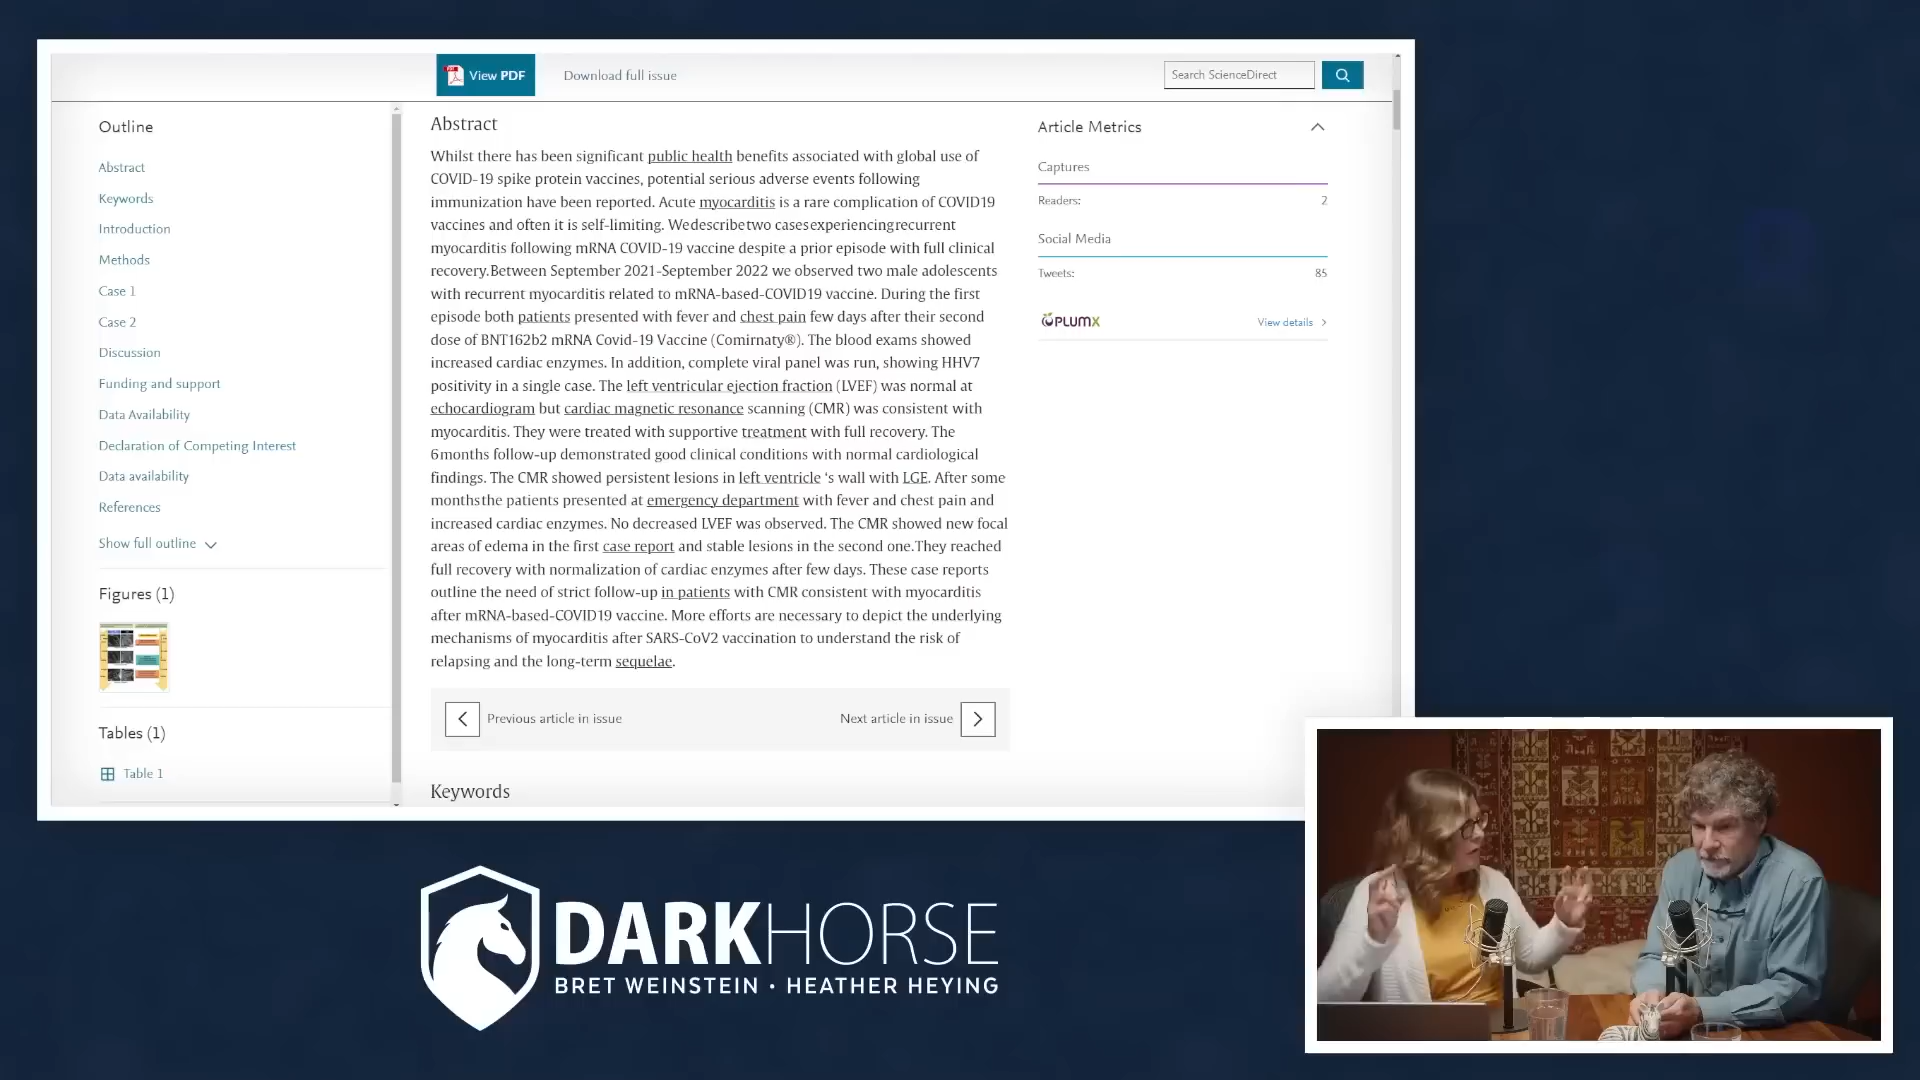 View PDF
Download full issue
Search ScienceDirect
Outline
Abstract
Keywords
Introduction
Methods
Case 1
Case 2
Discussion
Funding and support
Data Availability
Declaration of Competing Interest
Data availability
References
Show full outline
Figures (1)
Tables (1)
Table 1
Abstract
Whilst there has been significant public health benefits associated with global use of
COVID-19 spike protein vaccines, potential serious adverse events following
immunization have been reported. Acute myocarditis is a rare complication of COVID19
vaccines and often it is self-limiting. Wedescribetwo casesexperiencingrecurrent
myocarditis following mRNA COVID-19 vaccine despite a prior episode with full clinical
recovery.Between September 2021-September 2022 we observed two male adolescents
with recurrent myocarditis related to mRNA-based-COVID19 vaccine. During the first
episode both patients presented with fever and chest pain few days after their second
dose of BNT162b2 mRNA Covid-19 Vaccine (Comirnaty®). The blood exams showed
increased cardiac enzymes. In addition, complete viral panel was run, showing HHV7
positivity in a single case. The left ventricular ejection fraction (LVEF) was normal at
echocardiogram but cardiac magnetic resonance scanning (CMR) was consistent with
myocarditis. They were treated with supportive treatment with full recovery. The
6months follow-up demonstrated good clinical conditions with normal cardiological
findings. The CMR showed persistent lesions in left ventricle ‘s wall with LGE. After some
monthsthe patients presented at emergency department with fever and chest pain and
increased cardiac enzymes. No decreased LVEF was observed. The CMR showed new focal
areas of edema in the first case report and stable lesions in the second one.They reached
full recovery with normalization of cardiac enzymes after few days. These case reports
outline the need of strict follow-up in patients with CMR consistent with myocarditis
after mRNA-based-COVID19 vaccine. More efforts are necessary to depict the underlying
mechanisms of myocarditis after SARS-CoV2 vaccination to understand the risk of
relapsing and the long-term sequelae.
Previous article in issue
Next article in issue
Keywords
Article Metrics
Captures
Readers: 2
Social Media
Tweets: 85
PLUMX
View details
DARKHORSE
BRET WEINSTEIN • HEATHER HEYING